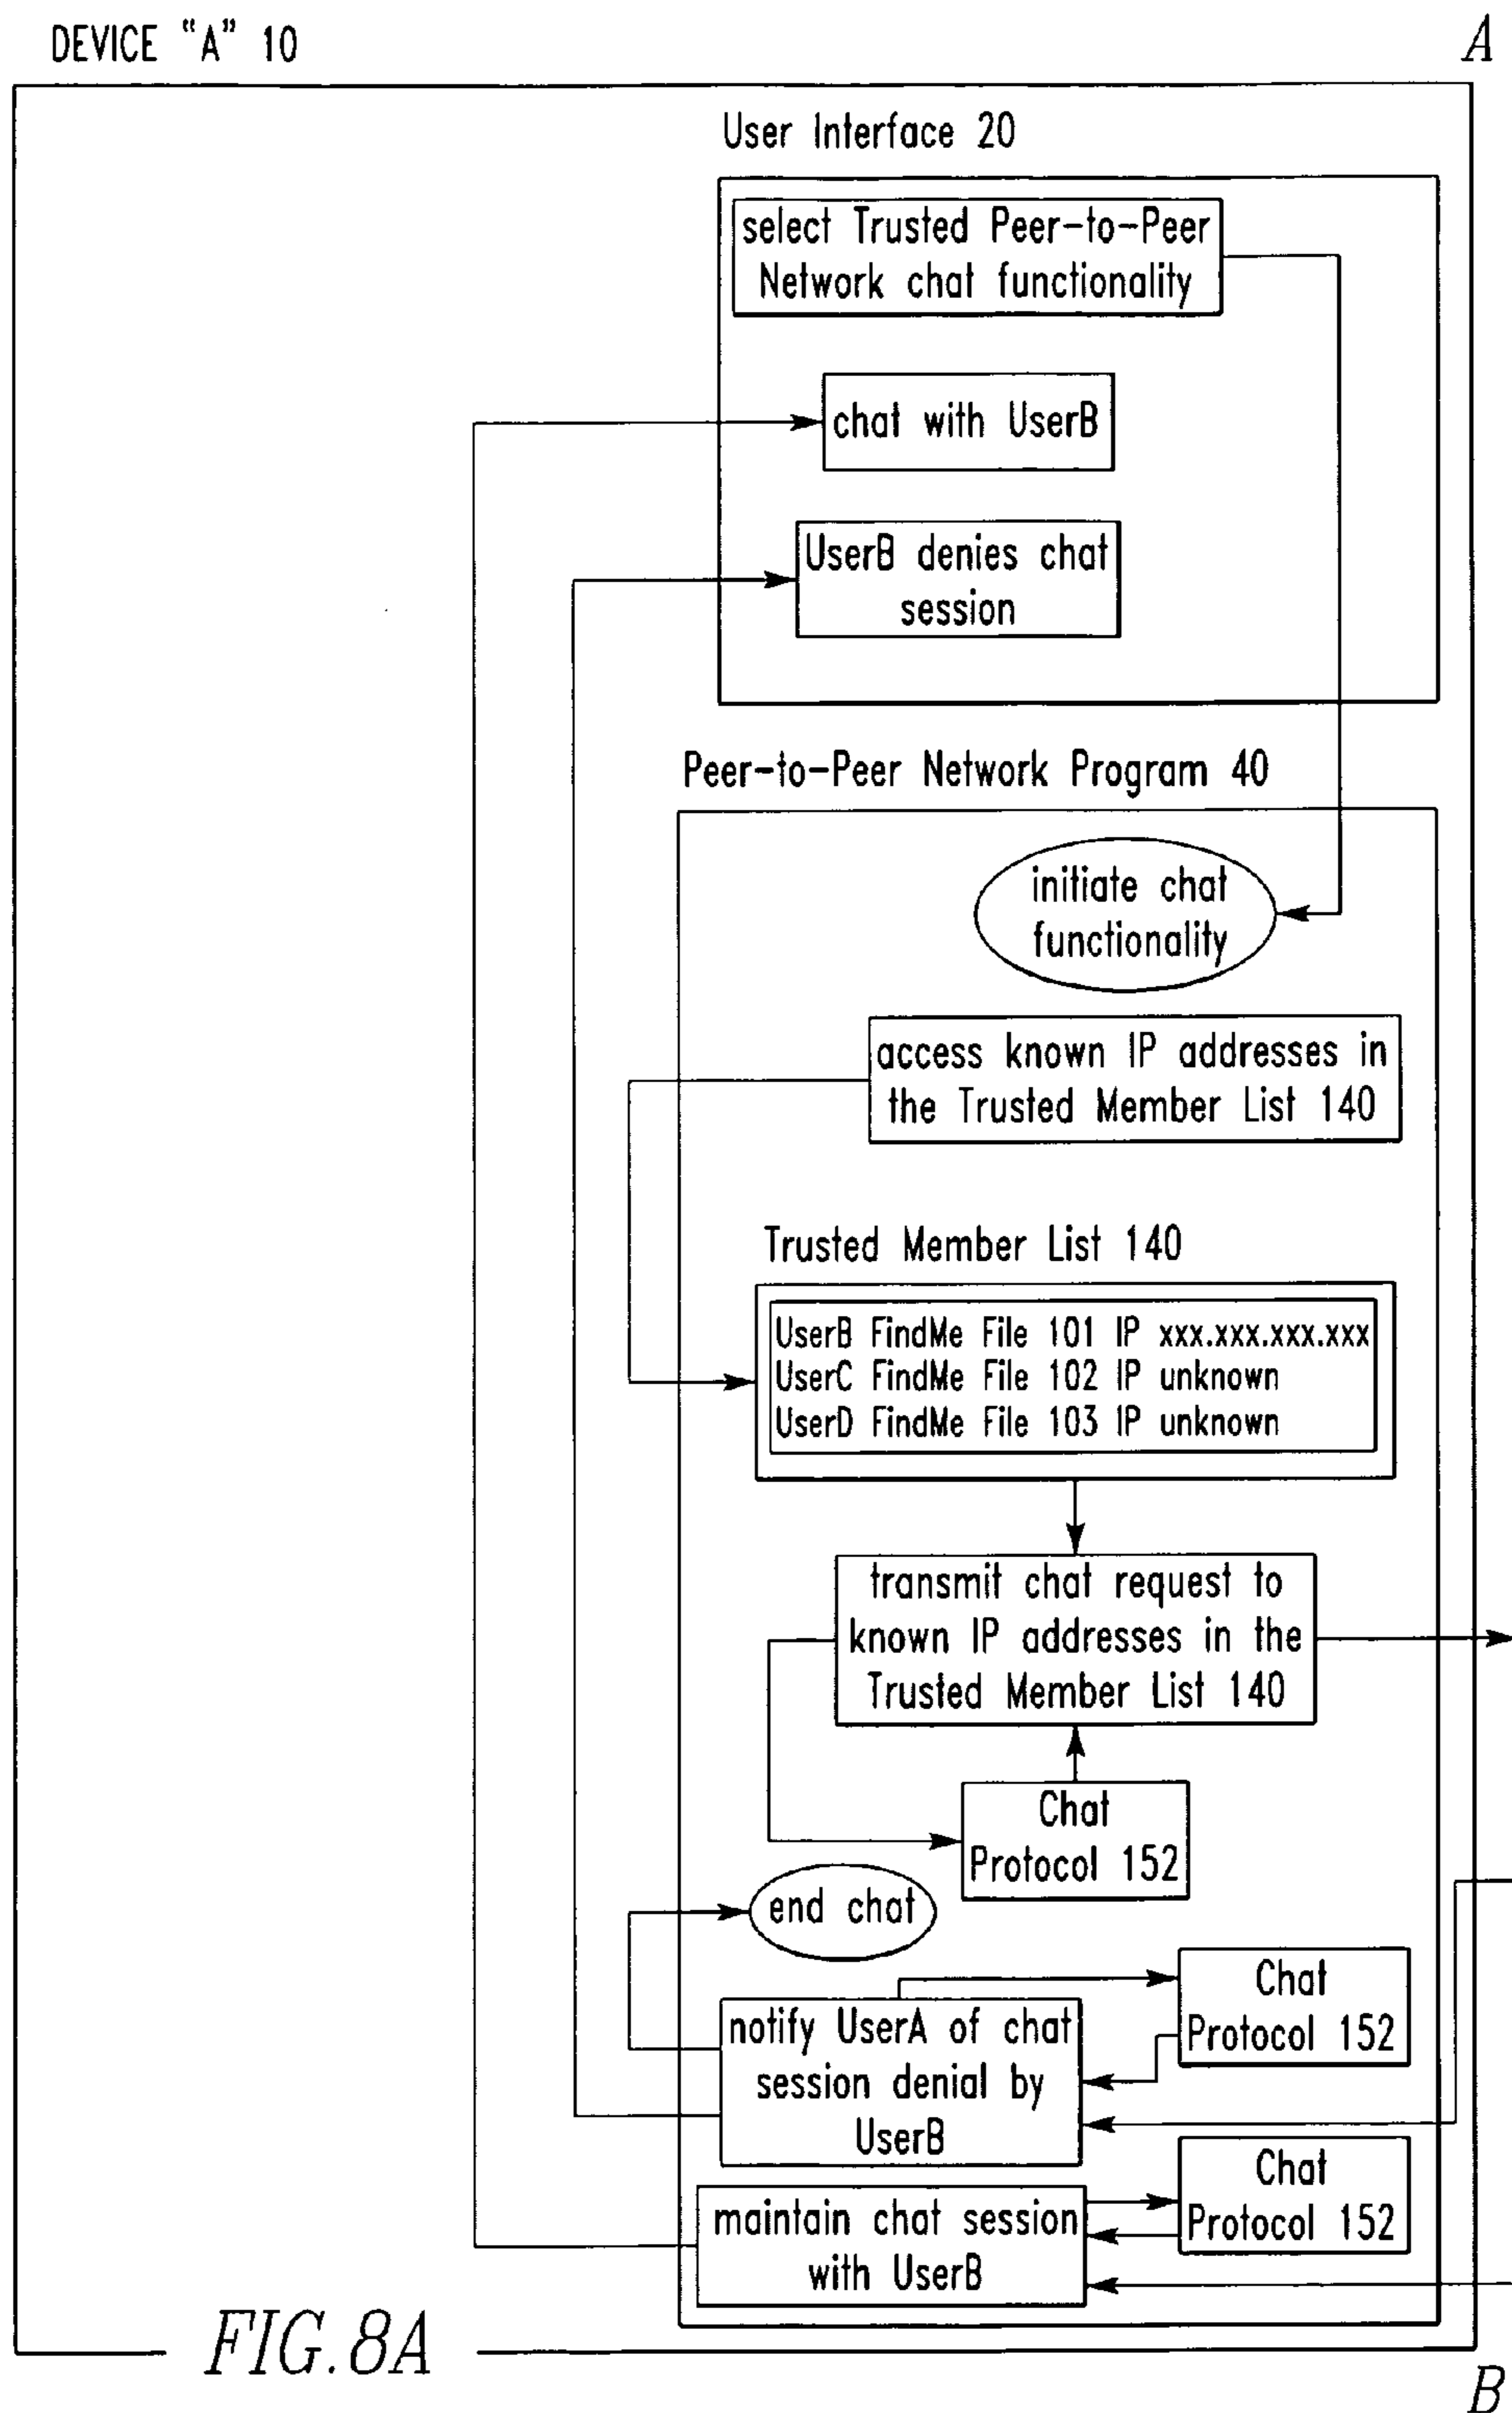 DEVICE "A" 10
A
User Interface 20
select Trusted Peer-to-Peer
Network chat functionality
chat with UserB
UserB denies chat
session
Peer-to-Peer Network Program 40
initiate chat
functionality
access known IP addresses in
the Trusted Member List 140
Trusted Member List 140
UserB FindMe File 101 IP xxx.xxx.xxx.xxx
UserC FindMe File 102 IP unknown
UserD FindMe File 103 IP unknown
transmit chat request to
known IP addresses in the
Trusted Member List 140
Chat
Protocol 152
end chat
Chat
Protocol 152
notify UserA of chat
session denial by
UserB
Chat
Protocol 152
maintain chat session
with UserB
FIG.8A
B